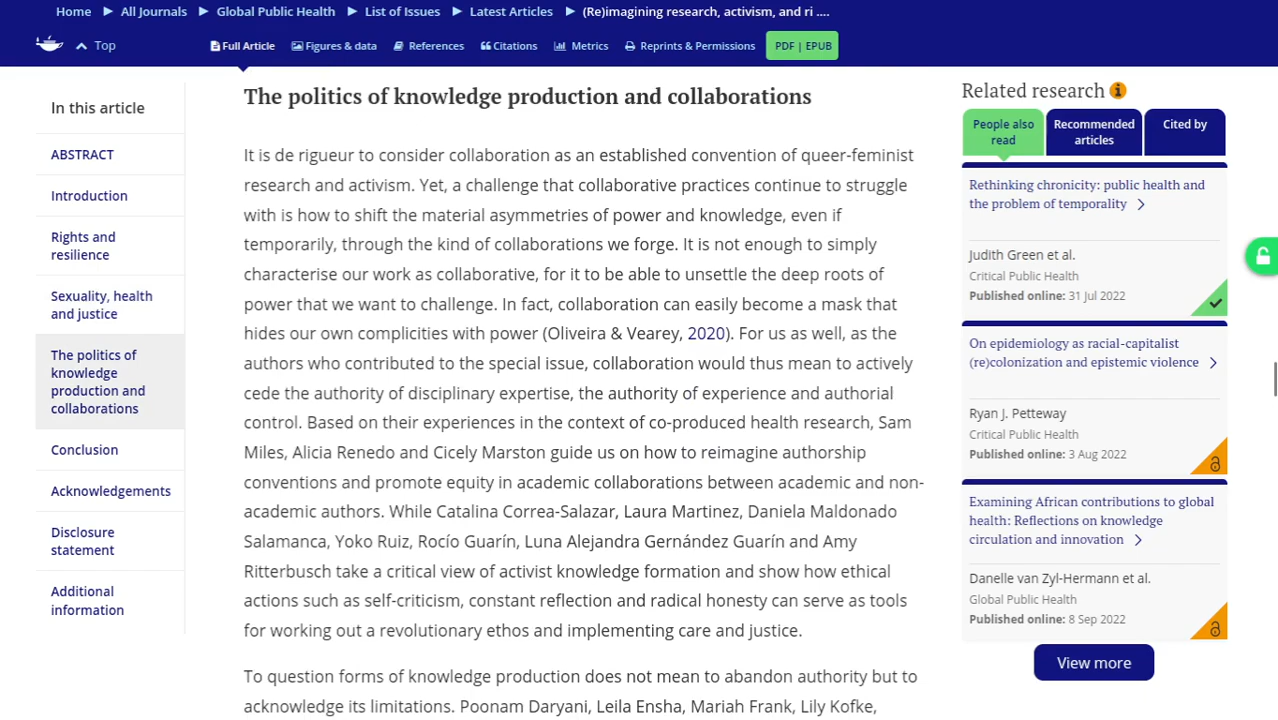 Home ▶ All Journals ▶ Global Public Health ▶ List of Issues ▶ Latest Articles ▶ (Re)imagining research, activism, and ri ....
Top
Full Article Figures & data References Citations Metrics Reprints & Permissions PDF | EPUB
In this article
ABSTRACT
Introduction
Rights and
resilience
Sexuality, health
and justice
The politics of
knowledge
production and
collaborations
Conclusion
Acknowledgements
Disclosure
statement
Additional
information
The politics of knowledge production and collaborations
It is de rigueur to consider collaboration as an established convention of queer-feminist
research and activism. Yet, a challenge that collaborative practices continue to struggle
with is how to shift the material asymmetries of power and knowledge, even if
temporarily, through the kind of collaborations we forge. It is not enough to simply
characterise our work as collaborative, for it to be able to unsettle the deep roots of
power that we want to challenge. In fact, collaboration can easily become a mask that
hides our own complicities with power (Oliveira & Vearey, 2020). For us as well, as the
authors who contributed to the special issue, collaboration would thus mean to actively
cede the authority of disciplinary expertise, the authority of experience and authorial
control. Based on their experiences in the context of co-produced health research, Sam
Miles, Alicia Renedo and Cicely Marston guide us on how to reimagine authorship
conventions and promote equity in academic collaborations between academic and non-
academic authors. While Catalina Correa-Salazar, Laura Martinez, Daniela Maldonado
Salamanca, Yoko Ruiz, Rocío Guarín, Luna Alejandra Gernández Guarín and Amy
Ritterbusch take a critical view of activist knowledge formation and show how ethical
actions such as self-criticism, constant reflection and radical honesty can serve as tools
for working out a revolutionary ethos and implementing care and justice.
To question forms of knowledge production does not mean to abandon authority but to
acknowledge its limitations. Poonam Daryani, Leila Ensha, Mariah Frank, Lily Kofke,
Related research
People also
read
Recommended
articles
Cited by
Rethinking chronicity: public health and
the problem of temporality
Judith Green et al.
Critical Public Health
Published online: 31 Jul 2022
On epidemiology as racial-capitalist
(re)colonization and epistemic violence
Ryan J. Petteway
Critical Public Health
Published online: 3 Aug 2022
Examining African contributions to global
health: Reflections on knowledge
circulation and innovation
Danelle van Zyl-Hermann et al.
Global Public Health
Published online: 8 Sep 2022
View more